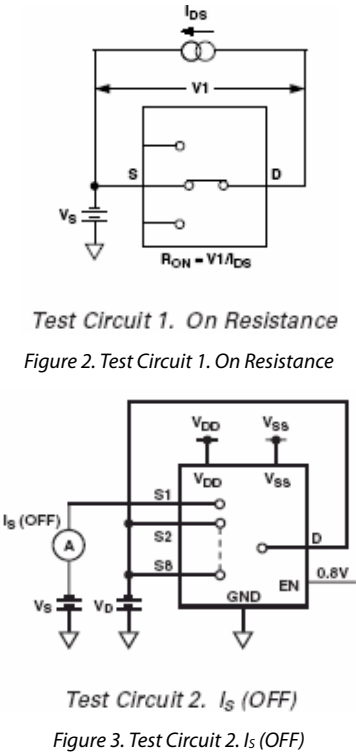 IDS
V1
S
D
VS
RON = V1/IDS
Test Circuit 1. On Resistance
Figure 2. Test Circuit 1. On Resistance
VDD
VSS
VDD
VSS
S1
IS (OFF)
A
S2
D
S8
0.8V
EN
VS
VD
GND
Test Circuit 2. IS (OFF)
Figure 3. Test Circuit 2. IS (OFF)